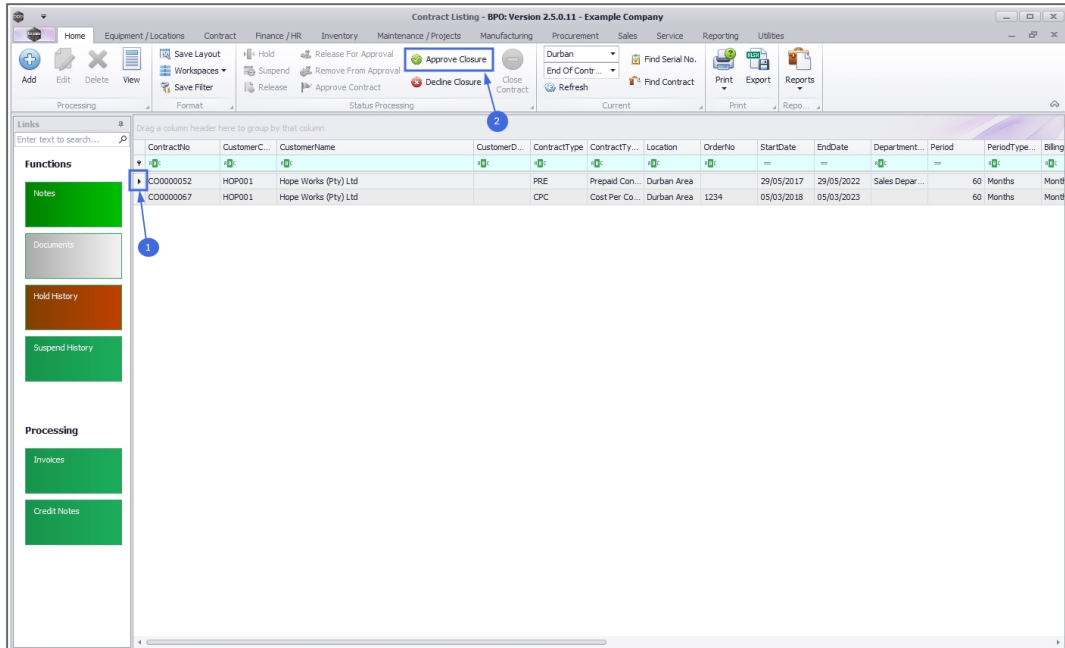 Contract Listing - BPO: Version 2.5.0.11 - Example Company
Home Equipment / Locations Contract Finance / HR Inventory Maintenance / Projects Manufacturing Procurement Sales Service Reporting Utilities
Add Edit Delete View
Processing
Save Layout
Workspaces
Save Filter
Format
Hold Release For Approval
Suspend Remove From Approval
Release Approve Contract
Approve Closure
Decline Closure
Close Contract
Status Processing
Durban
End Of Contr...
Refresh
Find Serial No.
Find Contract
Current
Print Export
Print
Reports
Repo...
2
Links
Enter text to search...
Functions
Notes
Documents
Hold History
Suspend History
Processing
Invoices
Credit Notes
Drag a column header here to group by that column
ContractNo CustomerC... CustomerName CustomerD... ContractType ContractTy... Location OrderNo StartDate EndDate Department... Period PeriodType... Billing
CO0000052 HOP001 Hope Works (Pty) Ltd PRE Prepaid Con... Durban Area 29/05/2017 29/05/2022 Sales Depar... 60 Months Month
CO0000067 HOP001 Hope Works (Pty) Ltd CPC Cost Per Co... Durban Area 1234 05/03/2018 05/03/2023 60 Months Month
1